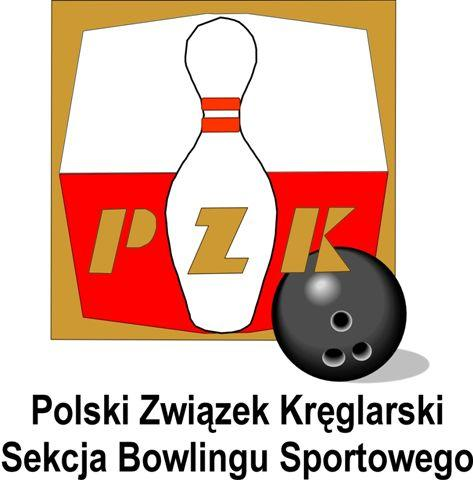 PZK
Polski Związek Kręglarski
Sekcja Bowlingu Sportowego